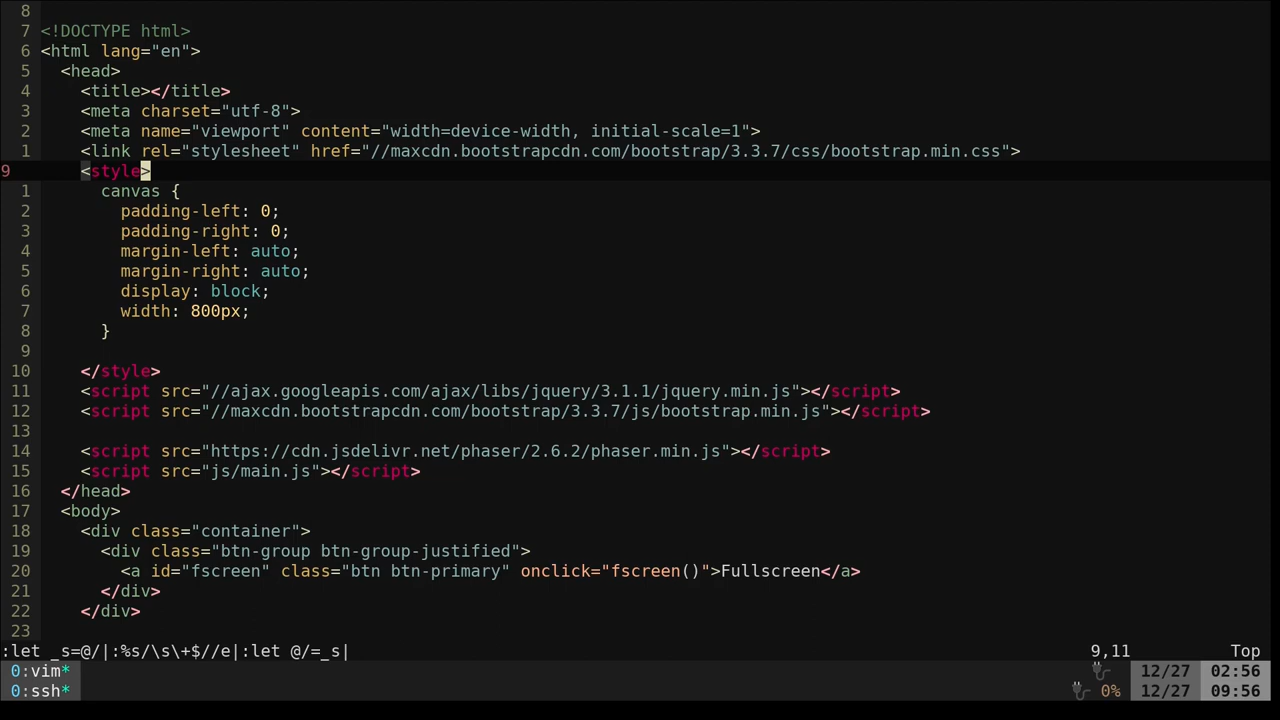 8
7 <!DOCTYPE html>
6 <html lang="en">
5   <head>
4     <title></title>
3     <meta charset="utf-8">
2     <meta name="viewport" content="width=device-width, initial-scale=1">
1     <link rel="stylesheet" href="//maxcdn.bootstrapcdn.com/bootstrap/3.3.7/css/bootstrap.min.css">
9     <style>
1       canvas {
2         padding-left: 0;
3         padding-right: 0;
4         margin-left: auto;
5         margin-right: auto;
6         display: block;
7         width: 800px;
8       }
9
10     </style>
11     <script src="//ajax.googleapis.com/ajax/libs/jquery/3.1.1/jquery.min.js"></script>
12     <script src="//maxcdn.bootstrapcdn.com/bootstrap/3.3.7/js/bootstrap.min.js"></script>
13
14     <script src="https://cdn.jsdelivr.net/phaser/2.6.2/phaser.min.js"></script>
15     <script src="js/main.js"></script>
16   </head>
17   <body>
18     <div class="container">
19       <div class="btn-group btn-group-justified">
20         <a id="fscreen" class="btn btn-primary" onclick="fscreen()">Fullscreen</a>
21       </div>
22     </div>
23
:let _s=@/|:%s/\s\+$//e|:let @/=_s| 9,11 Top
0:vim* 12/27 02:56
0:ssh* 0% 12/27 09:56